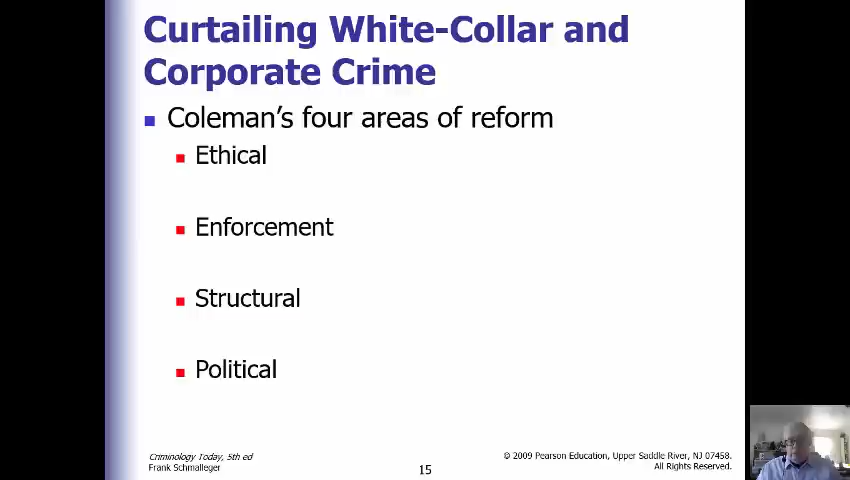 Curtailing White-Collar and
Corporate Crime
Coleman's four areas of reform
Ethical
Enforcement
Structural
Political
Criminology Today, 5th ed
Frank Schmalleger
15
© 2009 Pearson Education, Upper Saddle River, NJ 07458.
All Rights Reserved.